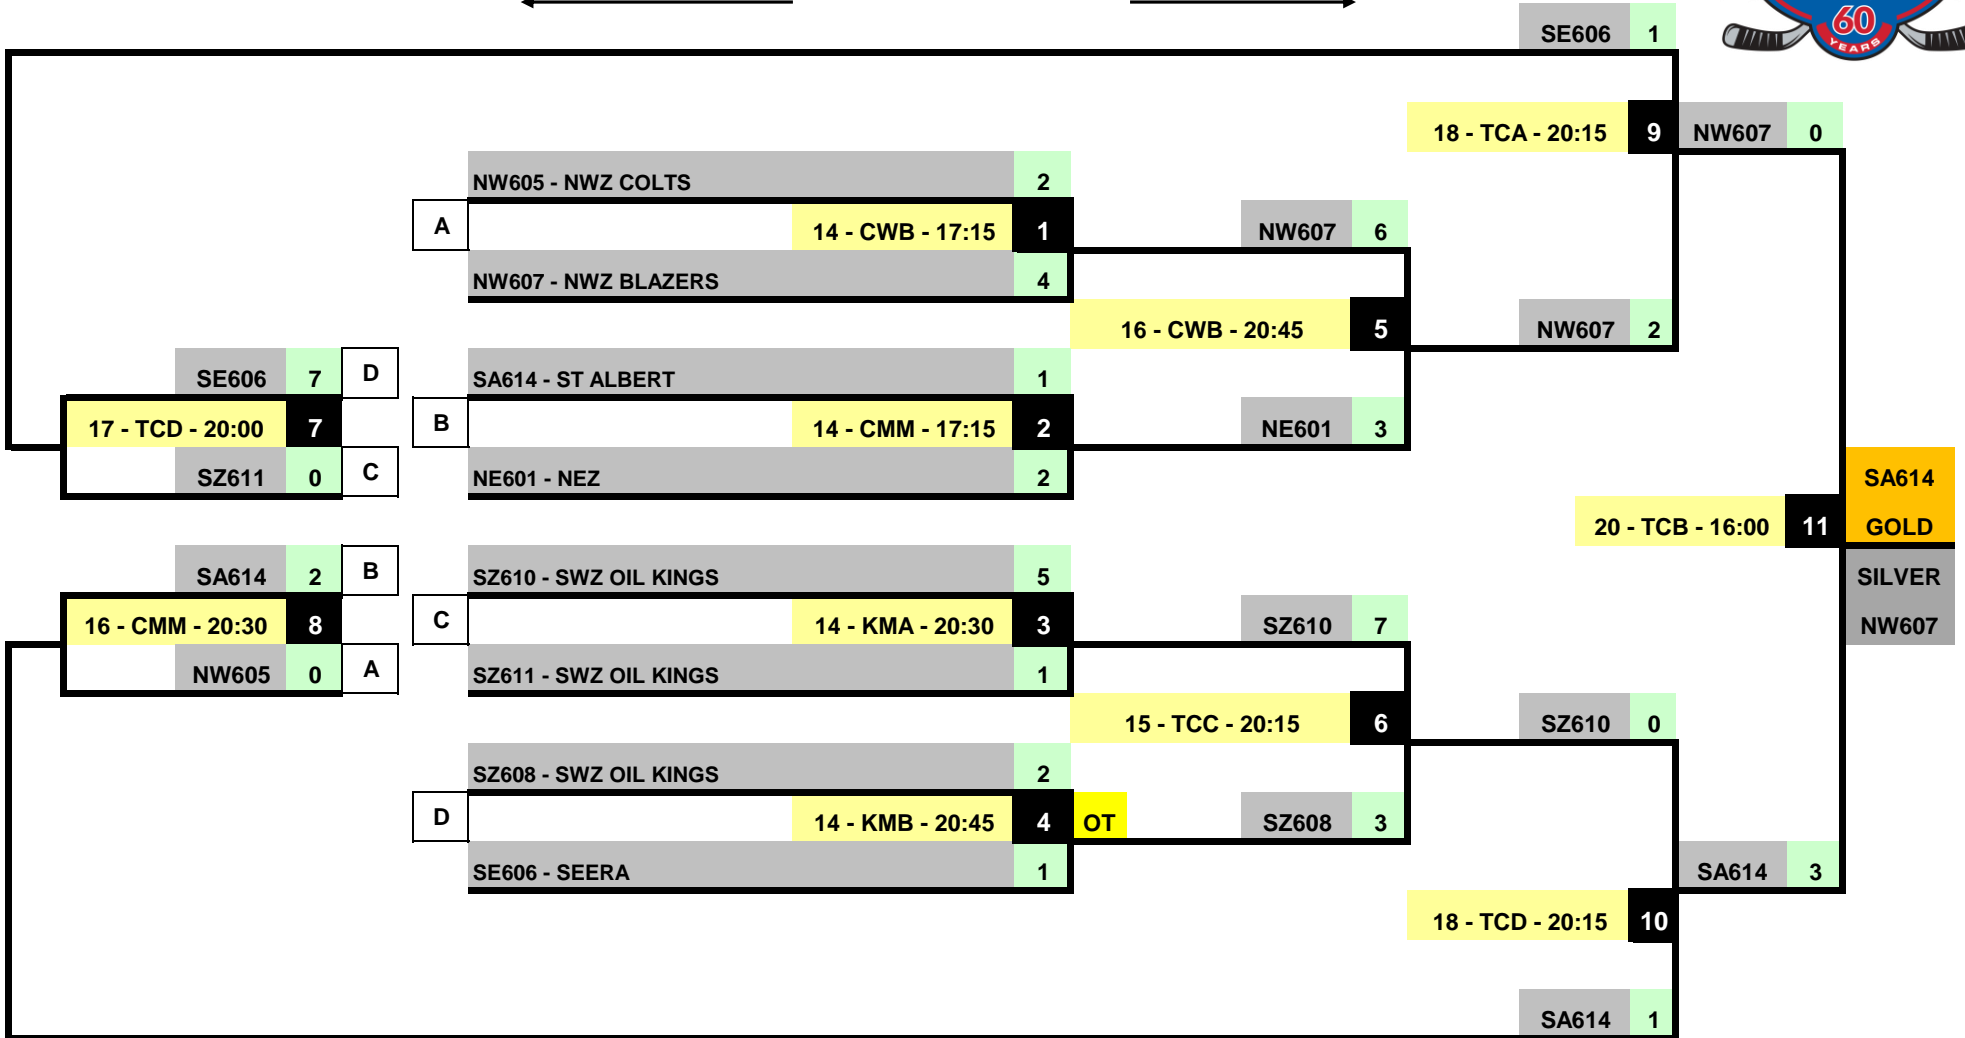 SE606 1
60
YEARS
18 - TCA - 20:15 9 NW607 0
NW605 - NWZ COLTS 2
A 14 - CWB - 17:15 1 NW607 6
NW607 - NWZ BLAZERS 4
16 - CWB - 20:45 5 NW607 2
SE606 7 D SA614 - ST ALBERT 1
17 - TCD - 20:00 7 B 14 - CMM - 17:15 2 NE601 3
SZ611 0 C NE601 - NEZ 2 SA614
20 - TCB - 16:00 11 GOLD
SA614 2 B SZ610 - SWZ OIL KINGS 5 SILVER
16 - CMM - 20:30 8 C 14 - KMA - 20:30 3 SZ610 7 NW607
NW605 0 A SZ611 - SWZ OIL KINGS 1
15 - TCC - 20:15 6 SZ610 0
SZ608 - SWZ OIL KINGS 2
D 14 - KMB - 20:45 4 OT SZ608 3
SE606 - SEERA 1 SA614 3
18 - TCD - 20:15 10
SA614 1